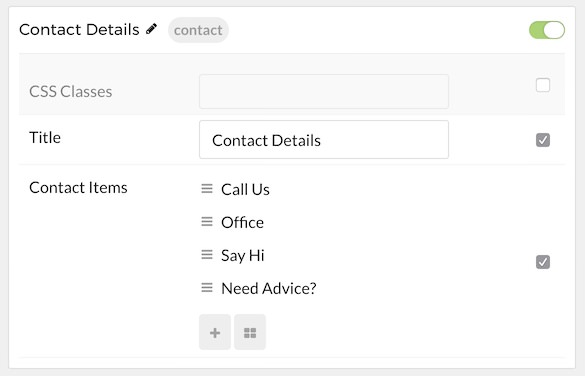 Contact Details contact
CSS Classes
Title Contact Details
Contact Items Call Us
Office
Say Hi
Need Advice?